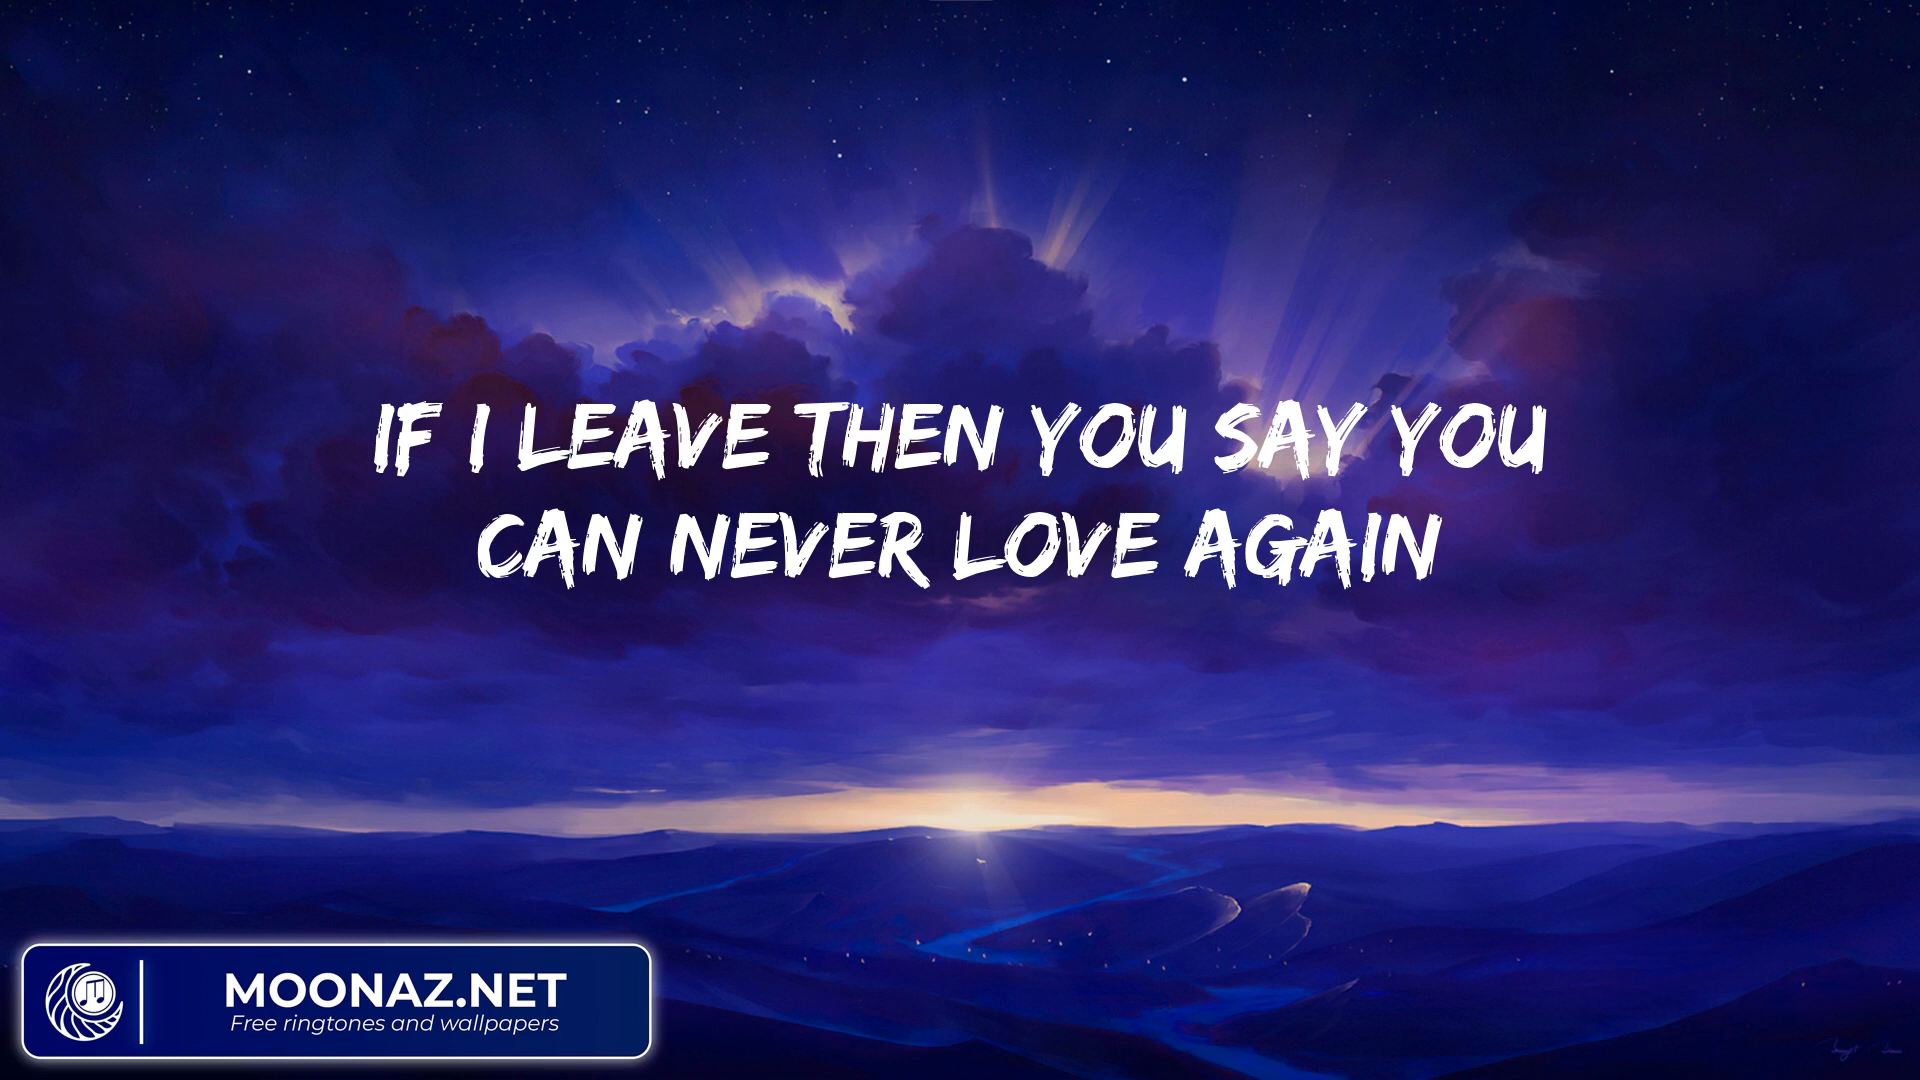 IF I LEAVE THEN YOU SAY YOU
CAN NEVER LOVE AGAIN
MOONAZ.NET
Free ringtones and wallpapers